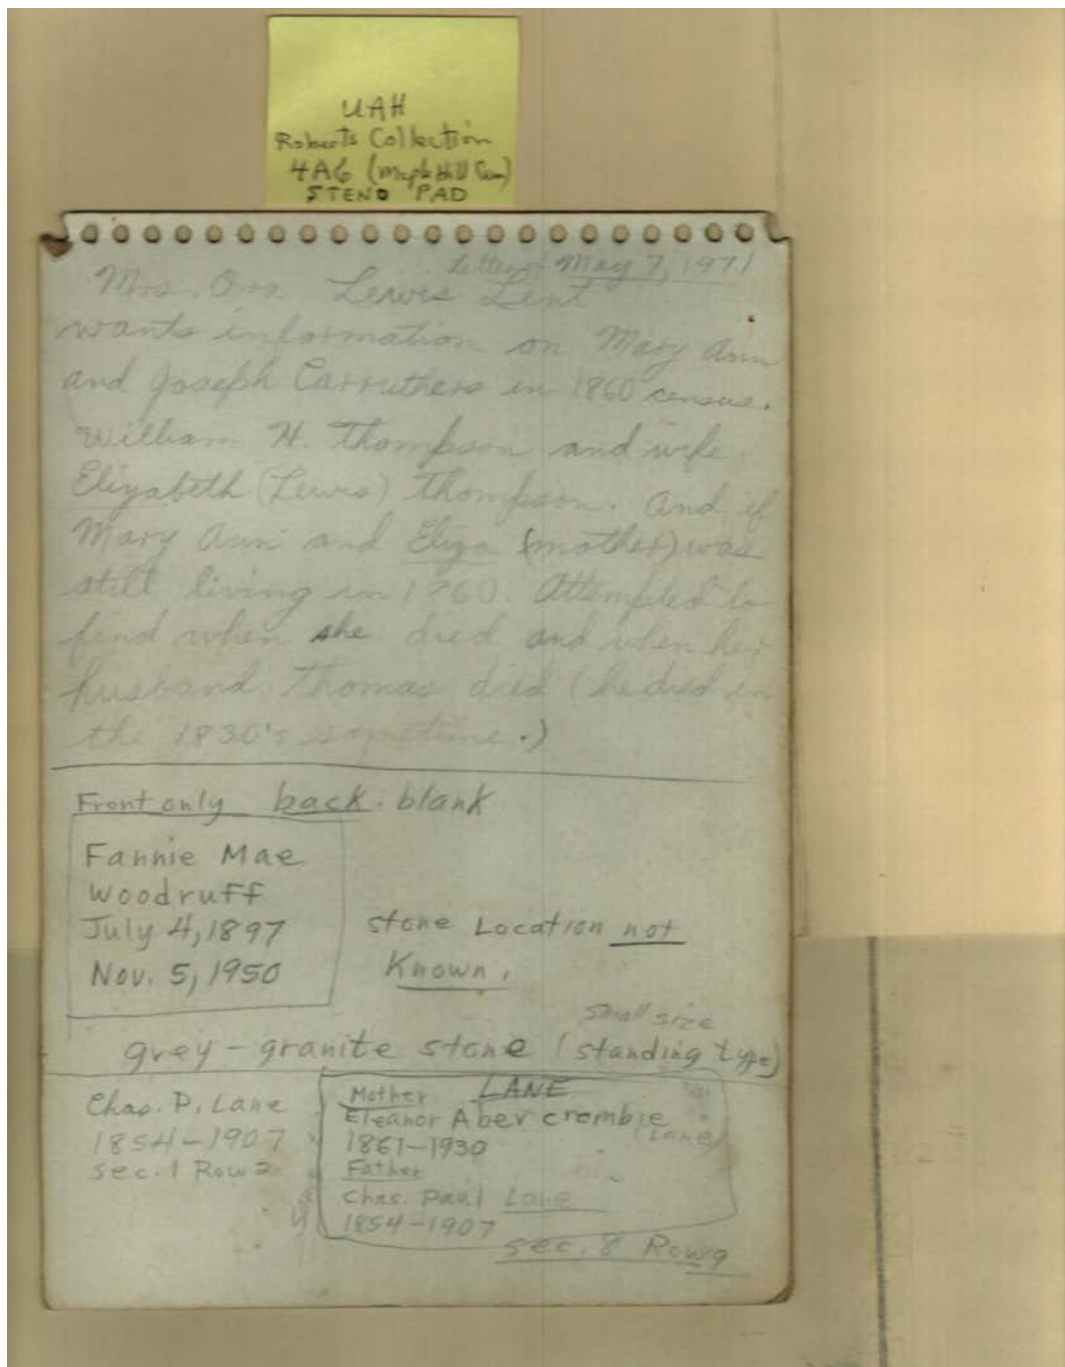 UAH
Roberts Collection
4A6 (Maple Hill Cem)
STENO PAD
Letter of May 7, 1971
Mrs. Ora Lewis Lent
wants information on Mary Ann
and Joseph Carruthers in 1860 census.
William H. Thompson and wife
Elizabeth (Lewis) Thompson. And if
Mary Ann and Eliza (mother) was
still living in 1860. Attempted to
find when she died and when her
husband Thomas died (he died in
the 1830's sometime.)
Front only back. blank
Fannie Mae
Woodruff
July 4, 1897
Nov. 5, 1950
stone Location not
Known.
small size
grey-granite stone (standing type)
Chas. P. Lane
1854-1907
sec. 1 Row 2
Mother LANE
Eleanor Abercrombie
(Lane)
1861-1930
Father
Chas. Paul Lane
1854-1907
sec. 8 Row 9